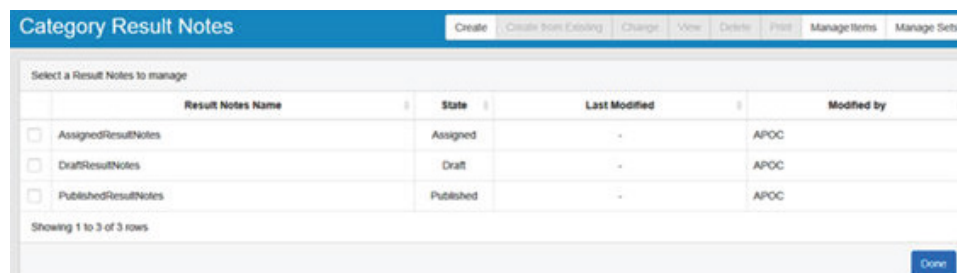 Category Result Notes Create Create from Existing Change View Delete Print Manage Items Manage Sets
Select a Result Notes to manage
Result Notes Name State Last Modified Modified by
AssignedResultNotes Assigned - APOC
DraftResultNotes Draft - APOC
PublishedResultNotes Published - APOC
Showing 1 to 3 of 3 rows
Done